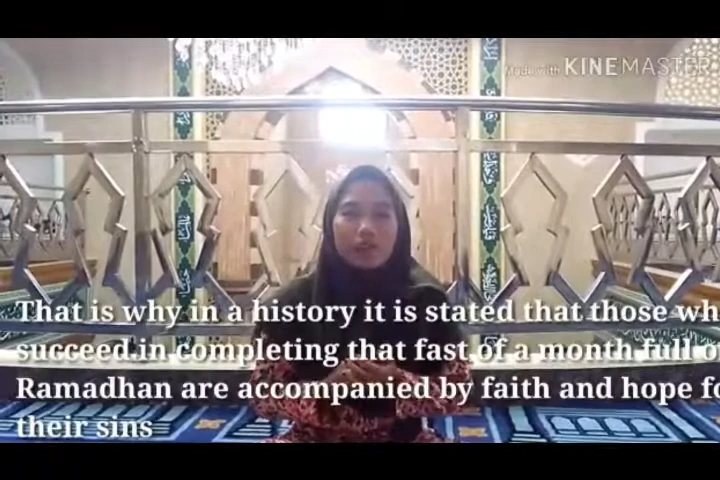 Made with KINEMASTER
That is why in a history it is stated that those wh
succeed in completing that fast of a month full o
Ramadhan are accompanied by faith and hope fo
their sins